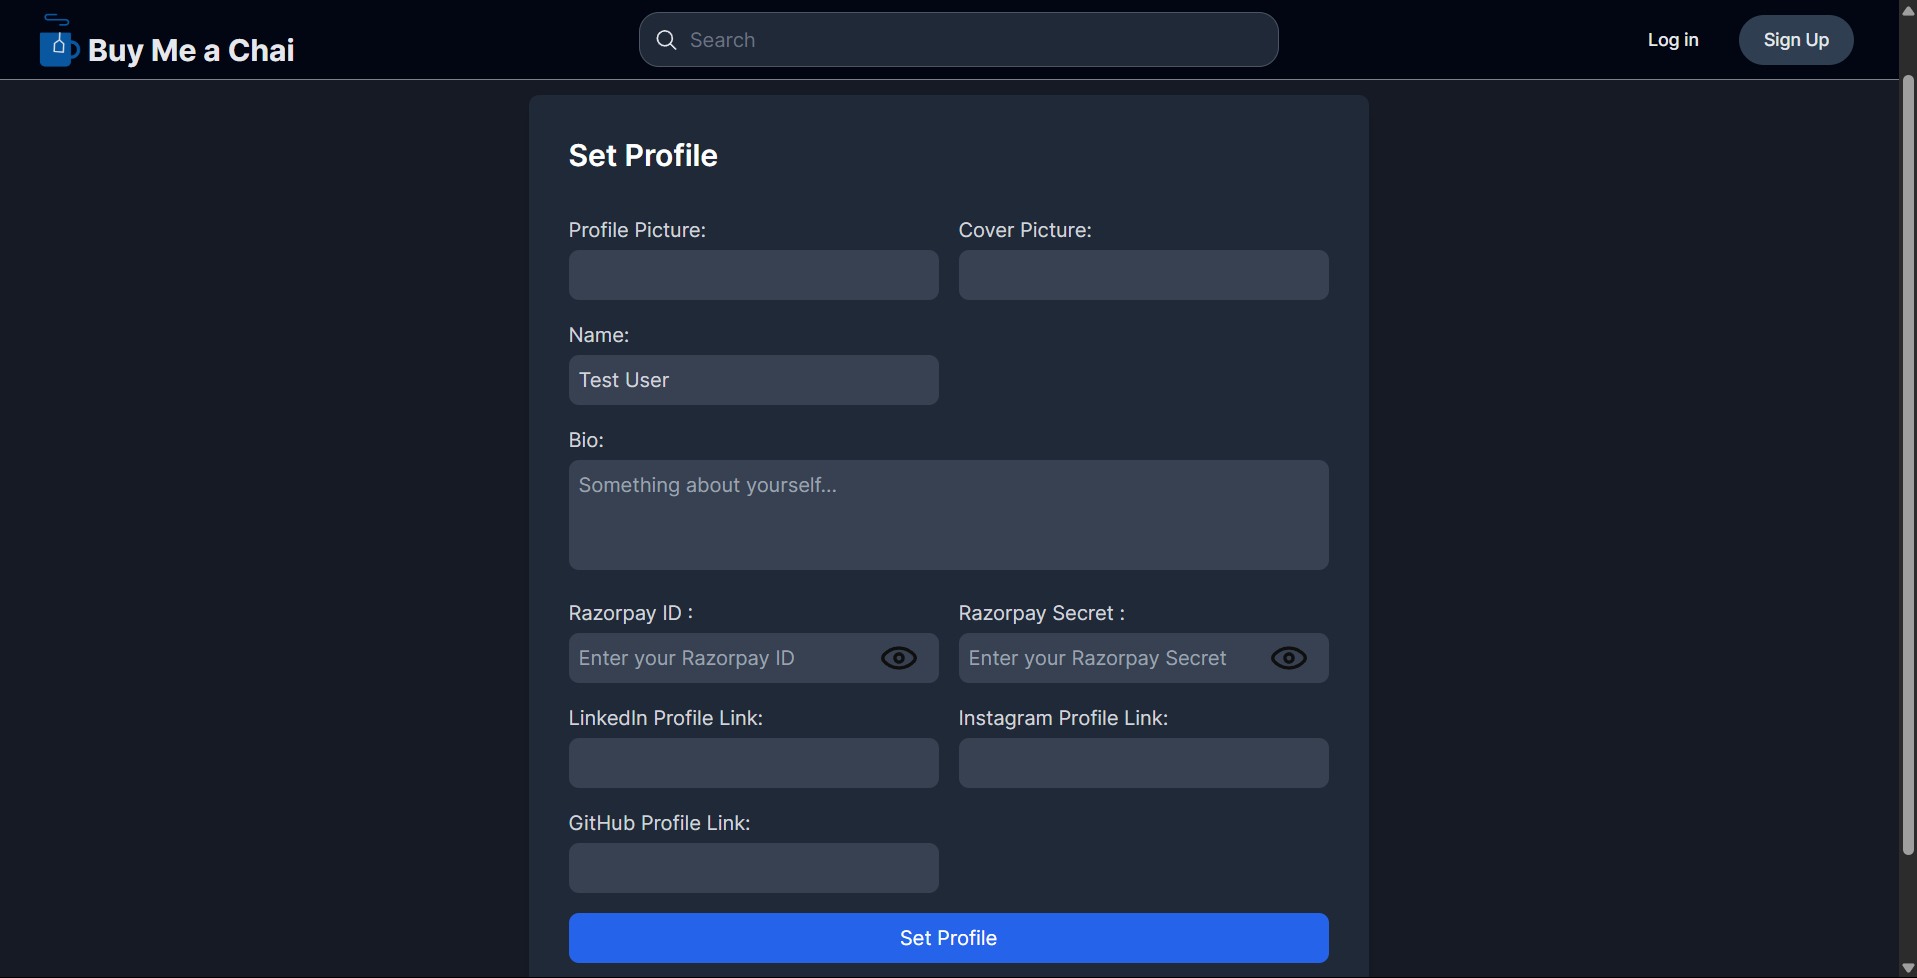 Buy Me a Chai
Search
Log in
Sign Up
Set Profile
Profile Picture:
Cover Picture:
Name:
Test User
Bio:
Something about yourself...
Razorpay ID :
Razorpay Secret :
Enter your Razorpay ID
Enter your Razorpay Secret
LinkedIn Profile Link:
Instagram Profile Link:
GitHub Profile Link:
Set Profile